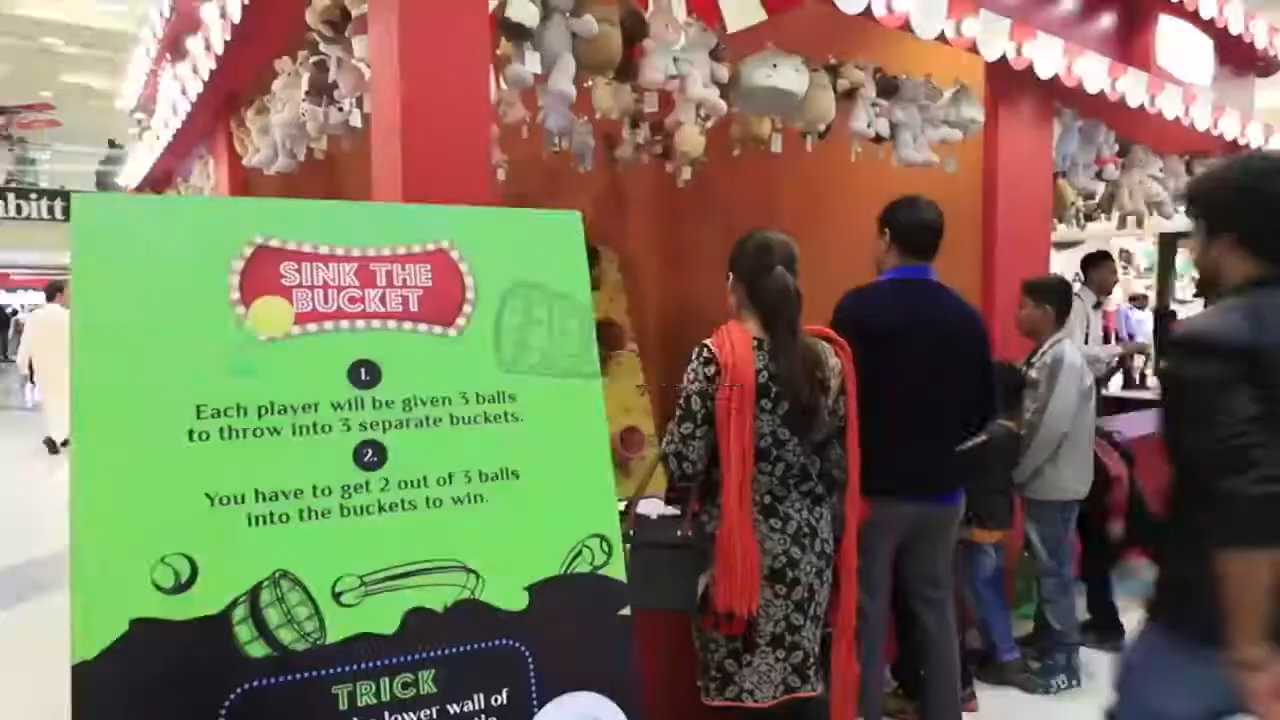 SINK THE
BUCKET
1.
Each player will be given 3 balls
to throw into 3 separate buckets.
2.
You have to get 2 out of 3 balls
into the buckets to win.
TRICK
lower wall of